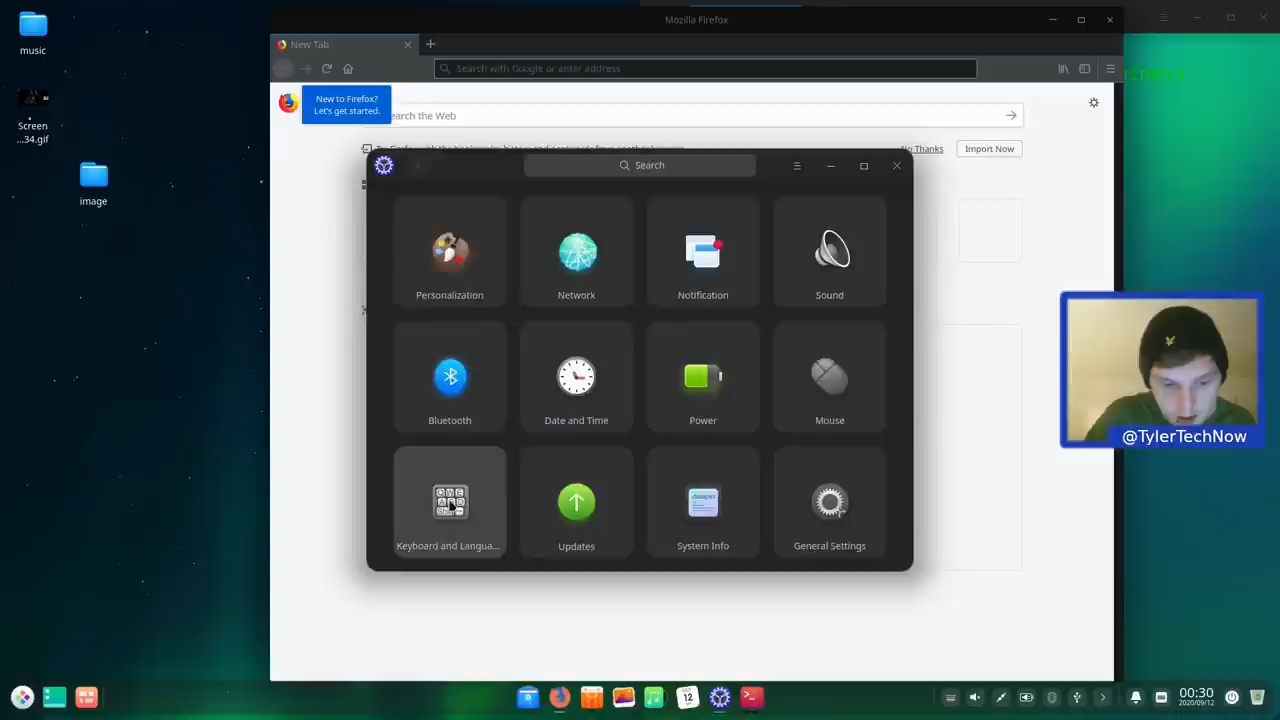 music
Screen
...34.gif
image
Mozilla Firefox
New Tab
Search with Google or enter address
New to Firefox?
Let's get started.
earch the Web
No Thanks
Import Now
Search
Personalization
Network
Notification
Sound
Bluetooth
Date and Time
Power
Mouse
Keyboard and Langua...
Updates
System Info
General Settings
@TylerTechNow
12
00:30
2020/09/12